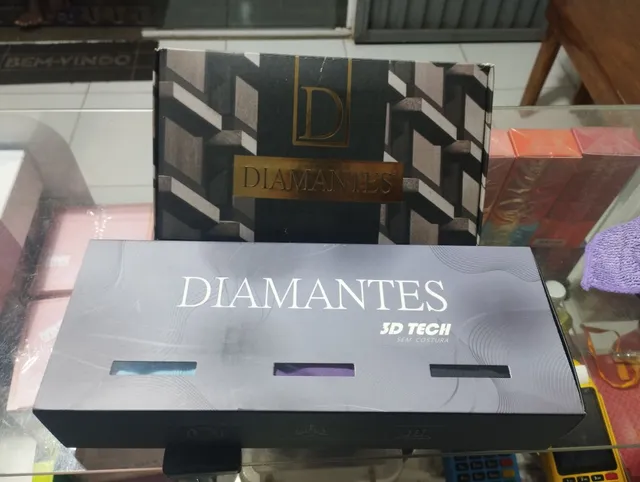 BEM-VINDO
D
DIAMANTES
DIAMANTES
3D TECH
SEM COSTURA